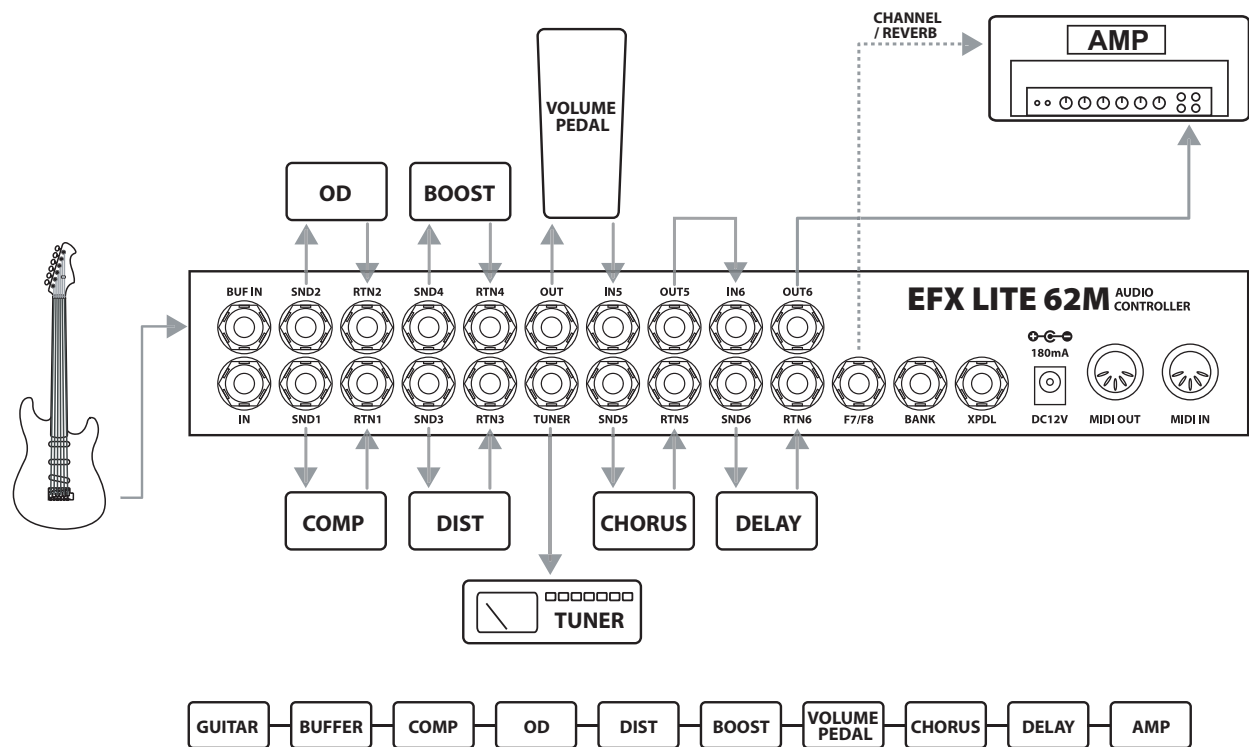 CHANNEL
/ REVERB
AMP
VOLUME
PEDAL
OD
BOOST
BUF IN SND2 RTN2 SND4 RTN4 OUT IN5 OUT5 IN6 OUT6
EFX LITE 62M AUDIO
CONTROLLER
180mA
IN SND1 RTN1 SND3 RTN3 TUNER SND5 RTN5 SND6 RTN6 F7/F8 BANK XPDL DC12V MIDI OUT MIDI IN
COMP
DIST
CHORUS
DELAY
TUNER
GUITAR BUFFER COMP OD DIST BOOST VOLUME
PEDAL CHORUS DELAY AMP